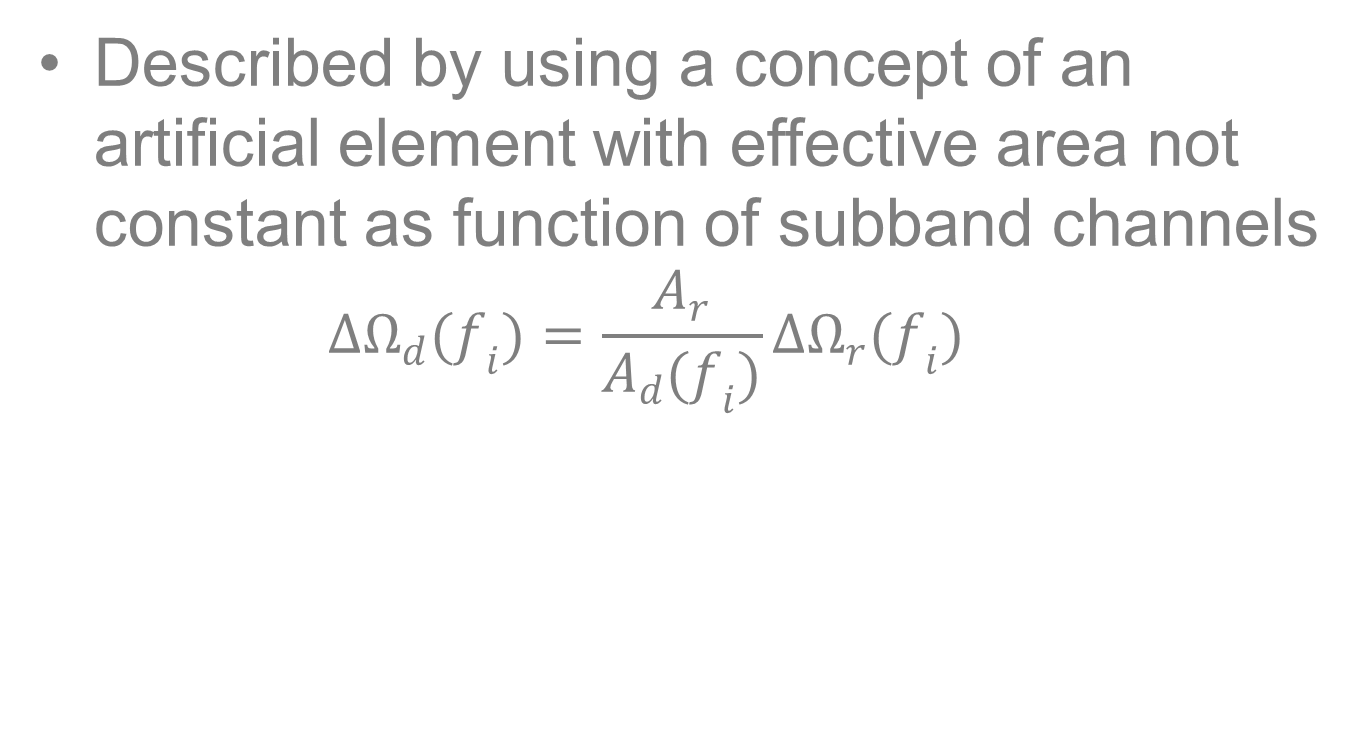 • Described by using a concept of an
artificial element with effective area not
constant as function of subband channels
ΔΩ_d(f_i) = \frac{A_r}{A_d(f_i)} ΔΩ_r(f_i)